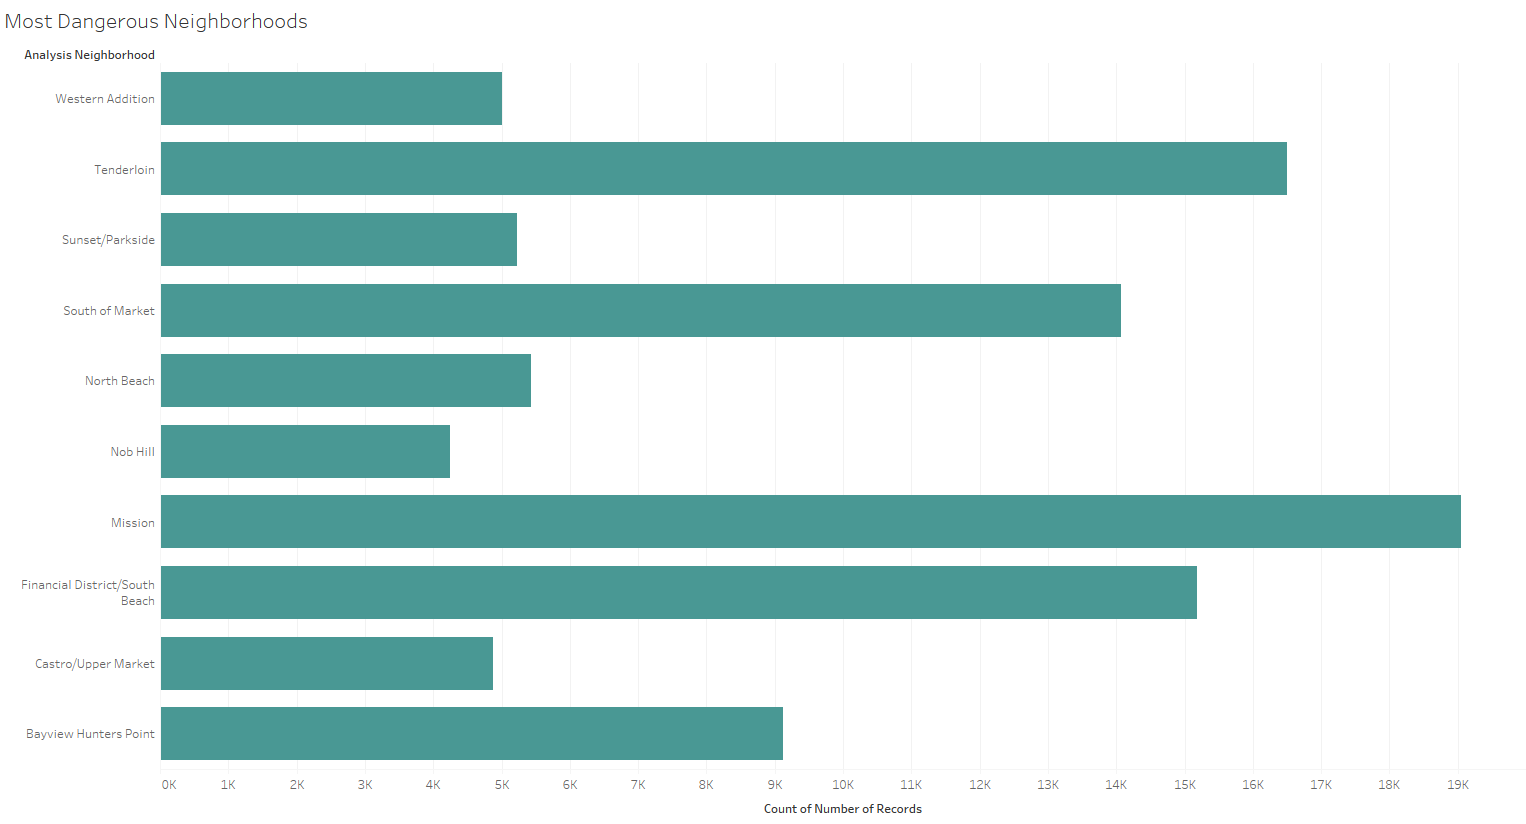 Most Dangerous Neighborhoods
Analysis Neighborhood
Western Addition
Tenderloin
Sunset/Parkside
South of Market
North Beach
Nob Hill
Mission
Financial District/South
Beach
Castro/Upper Market
Bayview Hunters Point
0K 1K 2K 3K 4K 5K 6K 7K 8K 9K 10K 11K 12K 13K 14K 15K 16K 17K 18K 19K
Count of Number of Records